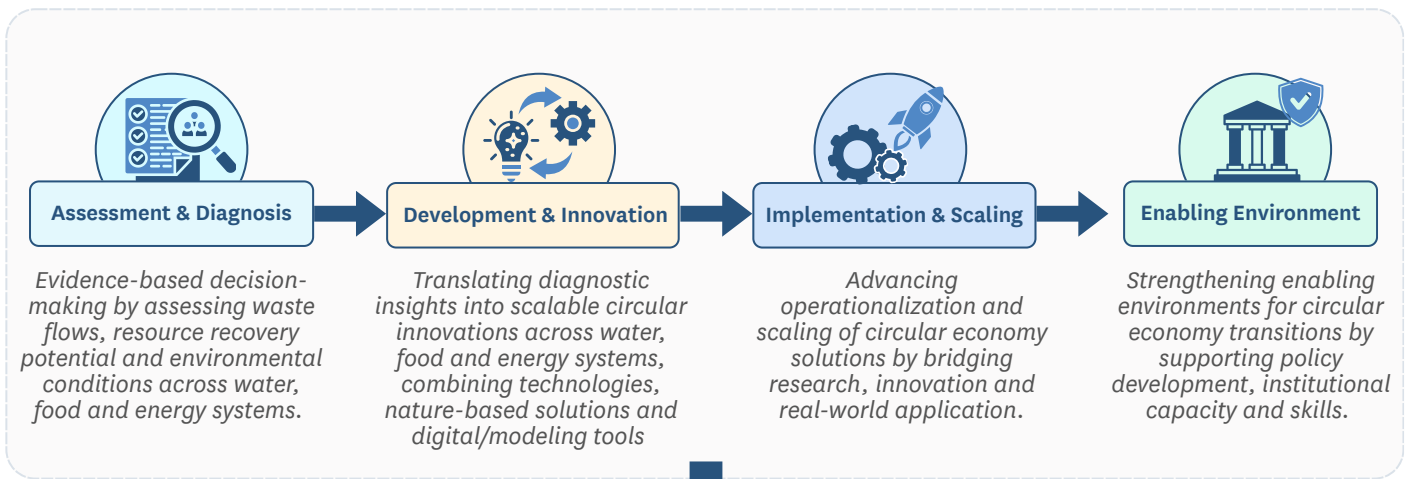 Assessment & Diagnosis
Evidence-based decision-
making by assessing waste
flows, resource recovery
potential and environmental
conditions across water,
food and energy systems.
Development & Innovation
Translating diagnostic
insights into scalable circular
innovations across water,
food and energy systems,
combining technologies,
nature-based solutions and
digital/modeling tools
Implementation & Scaling
Advancing
operationalization and
scaling of circular economy
solutions by bridging
research, innovation and
real-world application.
Enabling Environment
Strengthening enabling
environments for circular
economy transitions by
supporting policy
development, institutional
capacity and skills.